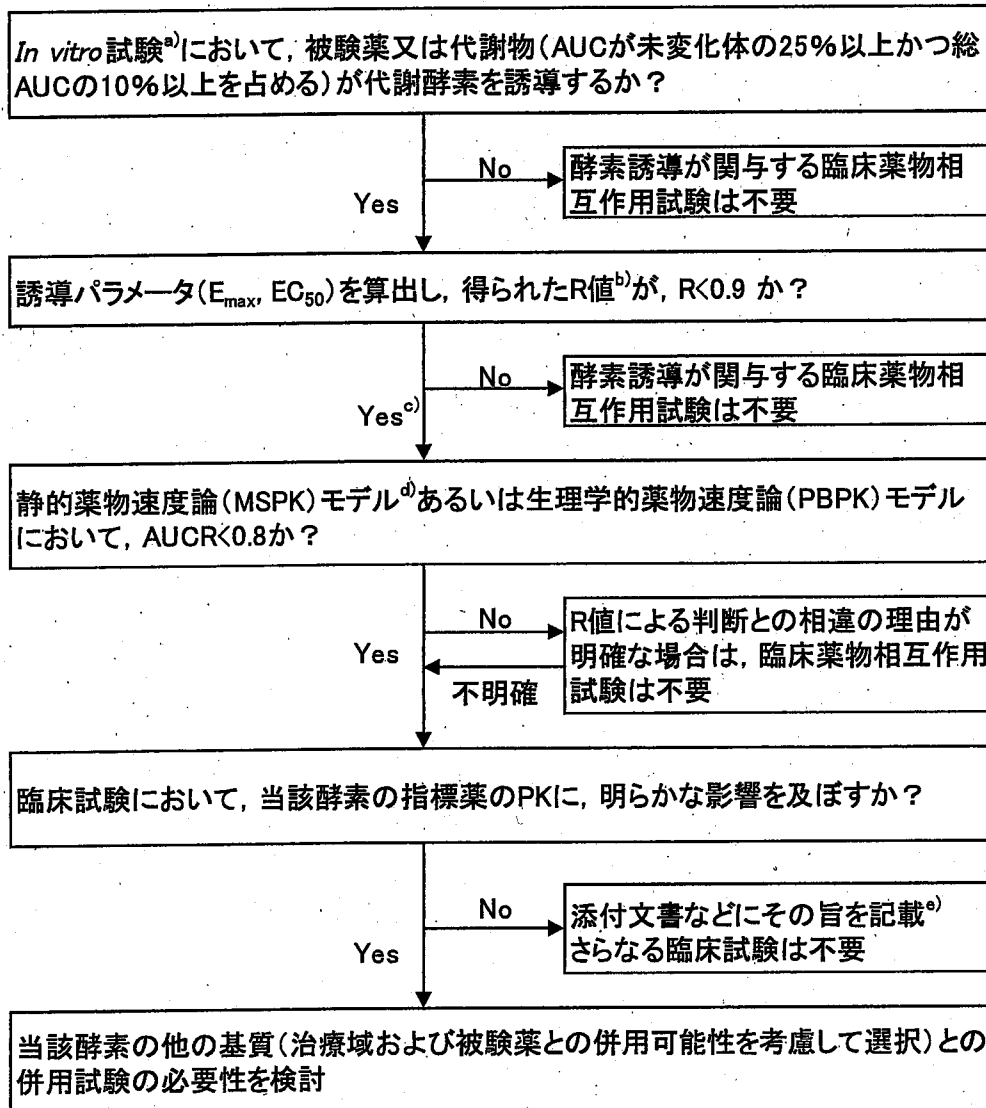 In vitro試験a)において，被験薬又は代謝物（AUCが未変化体の25％以上かつ総
AUCの10％以上を占める）が代謝酵素を誘導するか？
No
酵素誘導が関与する臨床薬物相
互作用試験は不要
Yes
誘導パラメータ（Emax, EC50）を算出し，得られたR値b)が，R<0.9 か？
No
酵素誘導が関与する臨床薬物相
互作用試験は不要
Yesc)
静的薬物速度論（MSPK）モデルd)あるいは生理学的薬物速度論（PBPK）モデル
において，AUCR<0.8か？
No
R値による判断との相違の理由が
明確な場合は，臨床薬物相互作用
試験は不要
Yes
不明確
臨床試験において，当該酵素の指標薬のPKに，明らかな影響を及ぼすか？
No
添付文書などにその旨を記載e)
さらなる臨床試験は不要
Yes
当該酵素の他の基質（治療域および被験薬との併用可能性を考慮して選択）との
併用試験の必要性を検討